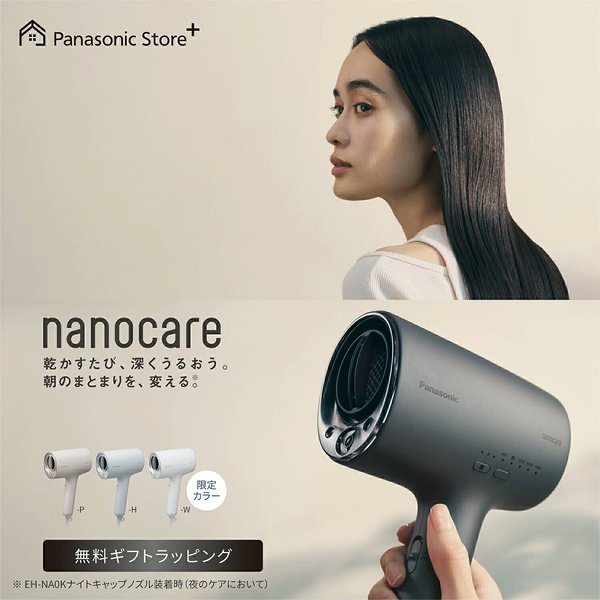 Panasonic Store+
nanocare
乾かすたび、深くうるおう。
朝のまとまりを、変える。※
Panasonic
nanocare
-P
-H
-W
限定
カラー
無料ギフトラッピング
※ EH-NA0Kナイトキャップノズル装着時（夜のケアにおいて）